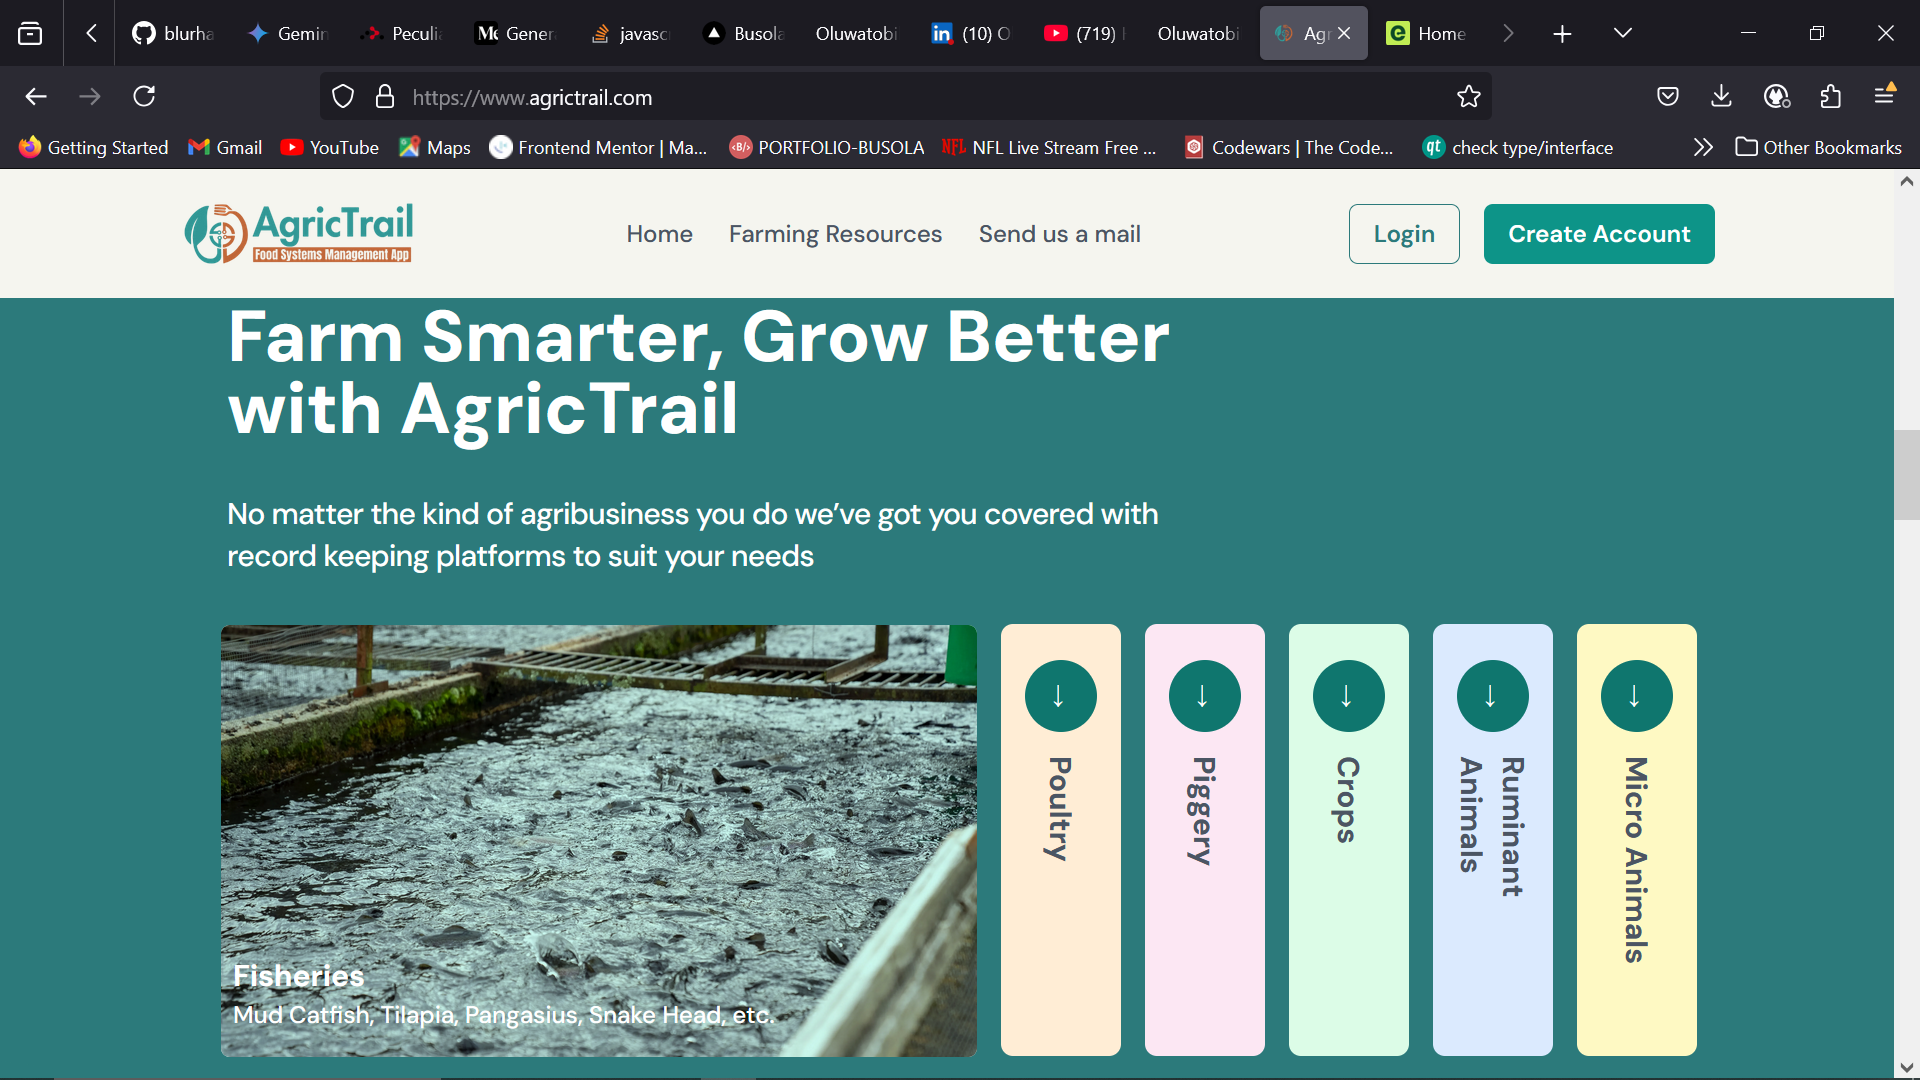 blurha
Gemin
Peculia
Gener
javasc
Busola
Oluwatobi
(10) O
(719)
Oluwatobi
Agr
Home
https://www.agrictrail.com
Getting Started
Gmail
YouTube
Maps
Frontend Mentor | Ma...
PORTFOLIO-BUSOLA
NFL Live Stream Free ...
Codewars | The Code...
qt
check type/interface
Other Bookmarks
AgricTrail
Food Systems Management App
Home
Farming Resources
Send us a mail
Login
Create Account
Farm Smarter, Grow Better
with AgricTrail
No matter the kind of agribusiness you do we’ve got you covered with
record keeping platforms to suit your needs
Fisheries
Mud Catfish, Tilapia, Pangasius, Snake Head, etc.
↓
Poultry
↓
Piggery
↓
Crops
↓
Ruminant
Animals
↓
Micro Animals